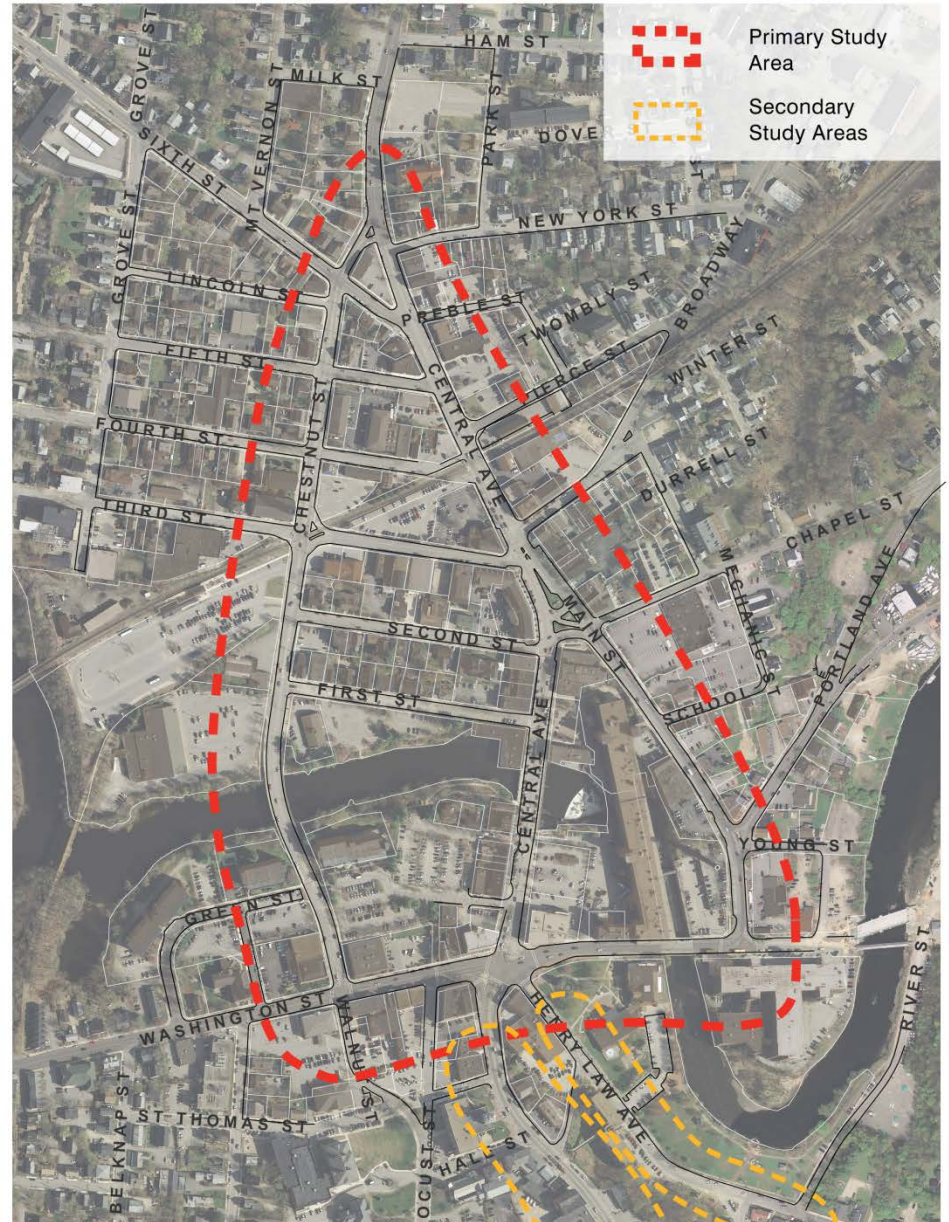 Primary Study
Area
Secondary
Study Areas
HAM ST
GROVE ST
MILK ST
MT VERNON ST
PARK ST
DOVER
SIXTH ST
NEW YORK ST
BROADWAY
GROVE ST
LINCOLN ST
PREBLE ST
TWOMBLY ST
PIERCE ST
WINTER ST
FIFTH ST
CENTRAL AVE
CHESTNUT ST
FOURTH ST
DURRELL ST
THIRD ST
CHAPEL ST
MECHANIC ST
MAIN ST
PORTLAND AVE
SECOND ST
FIRST ST
SCHOOL
CENTRAL AVE
YOUNG ST
GREEN ST
RIVER ST
WASHINGTON ST
WALNUT ST
HENRY LAW AVE
BELKNAP ST
ST THOMAS ST
OCUST ST
HALL ST